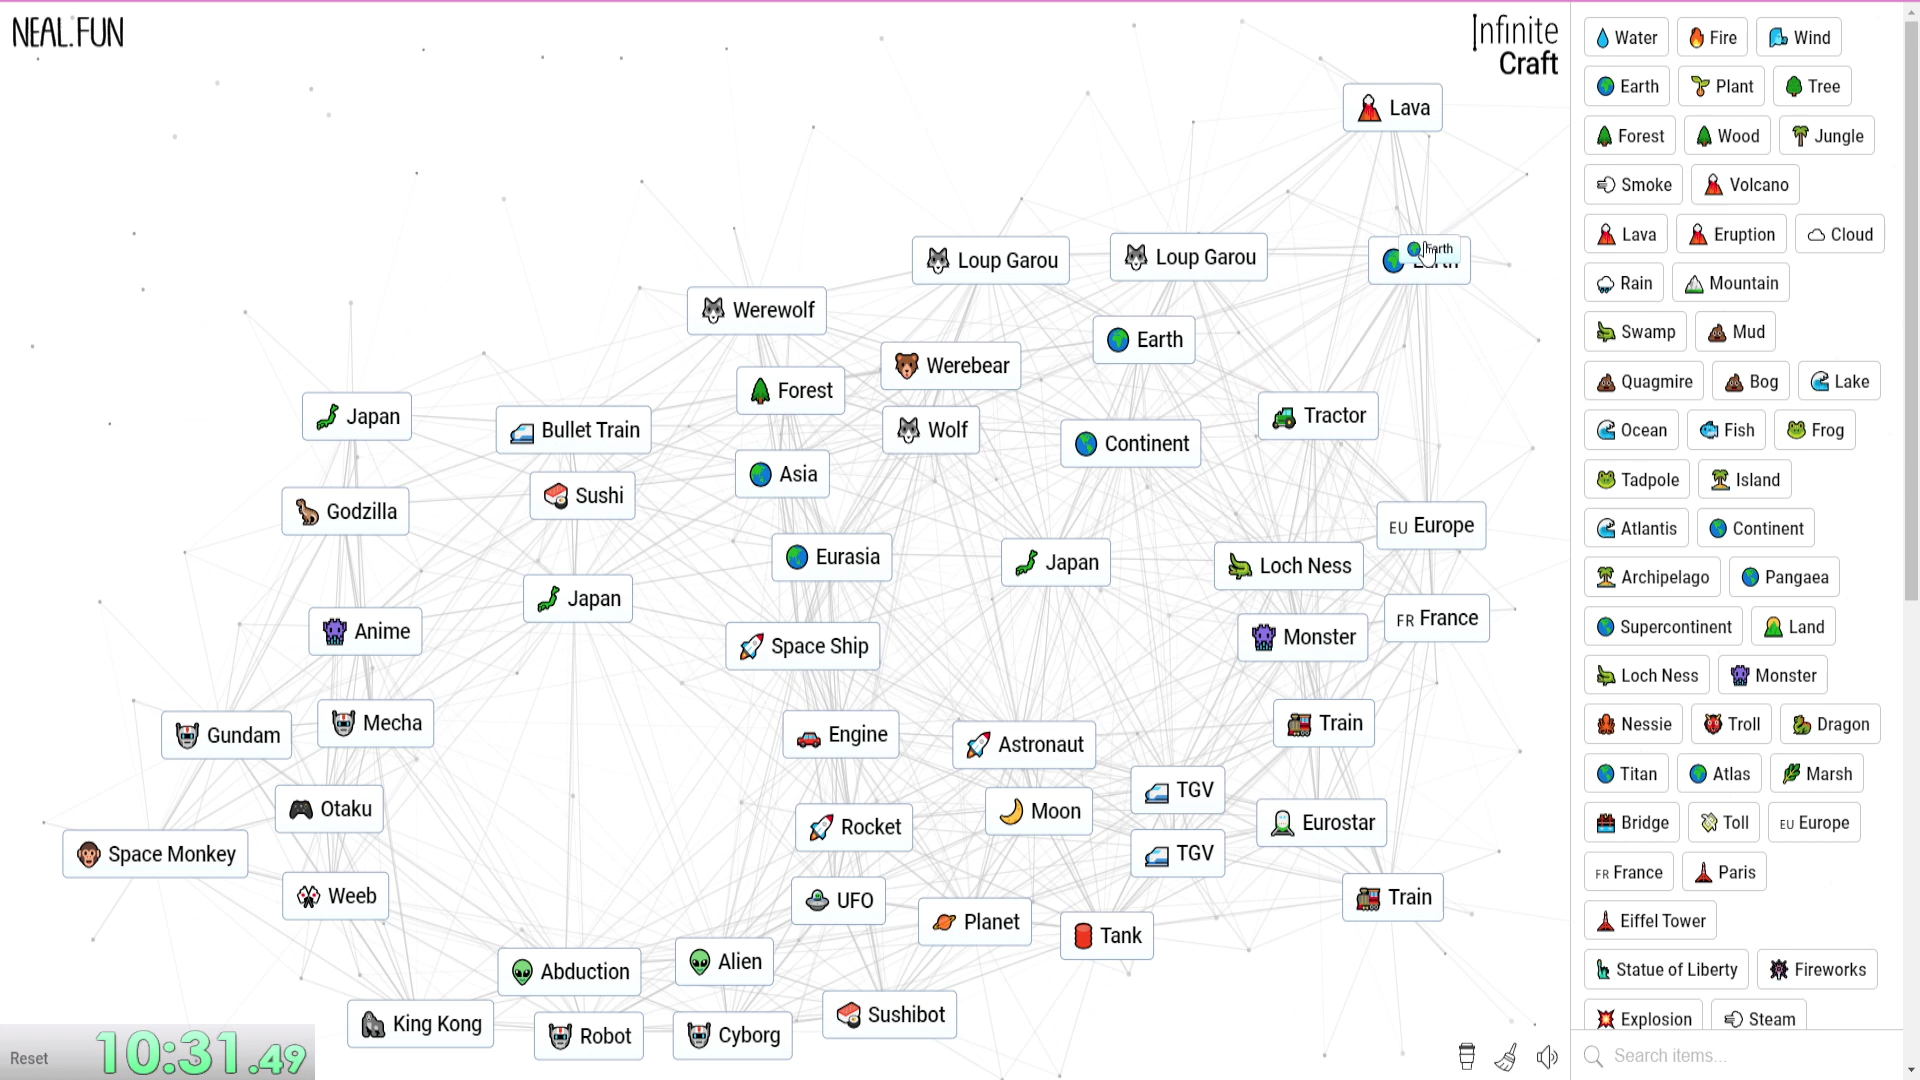 NEAL.FUN
Infinite
Craft
Lava
Loup Garou
Loup Garou
Earth
Earth
Werewolf
Earth
Werebear
Forest
Japan
Bullet Train
Wolf
Tractor
Continent
Asia
Sushi
Godzilla
EU Europe
Eurasia
Japan
Loch Ness
Japan
FR France
Anime
Space Ship
Monster
Gundam
Mecha
Engine
Astronaut
Train
Otaku
Rocket
Moon
TGV
Eurostar
Space Monkey
TGV
Weeb
UFO
Train
Planet
Tank
Abduction
Alien
King Kong
Robot
Cyborg
Sushibot
Reset
10:31.49
Water Fire Wind
Earth Plant Tree
Forest Wood Jungle
Smoke Volcano
Lava Eruption Cloud
Rain Mountain
Swamp Mud
Quagmire Bog Lake
Ocean Fish Frog
Tadpole Island
Atlantis Continent
Archipelago Pangaea
Supercontinent Land
Loch Ness Monster
Nessie Troll Dragon
Titan Atlas Marsh
Bridge Toll EU Europe
FR France Paris
Eiffel Tower
Statue of Liberty Fireworks
Explosion Steam
Search items...